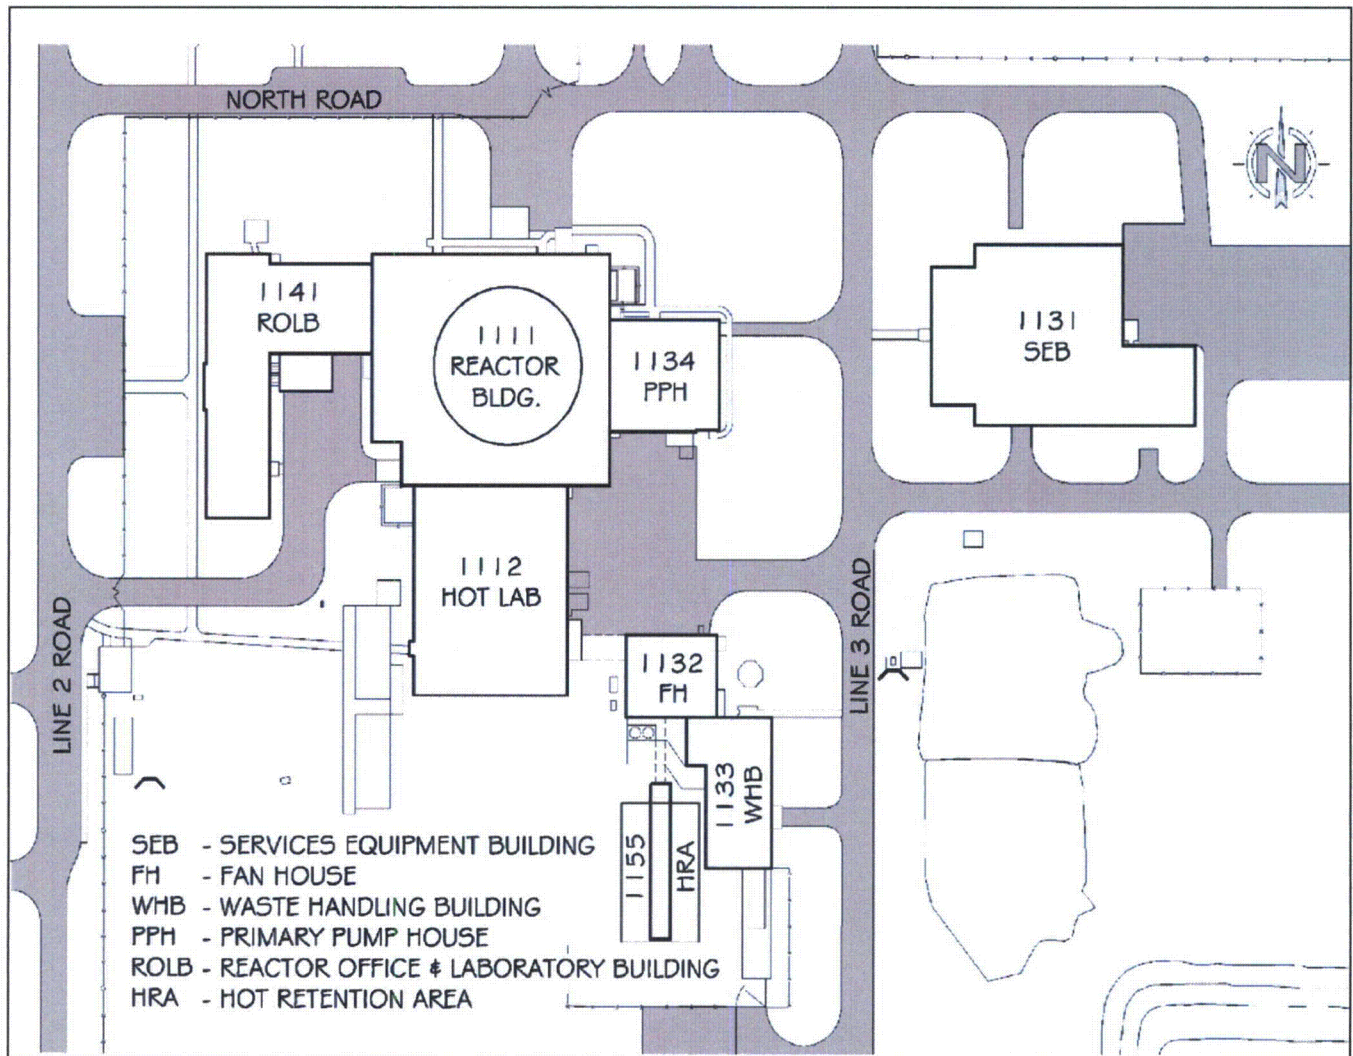 NORTH ROAD
N
1141
ROLB
1111
REACTOR
BLDG.
1134
PPH
1131
SEB
1112
HOT LAB
LINE 2 ROAD
LINE 3 ROAD
1132
FH
1133
WHB
1155
HRA
SEB - SERVICES EQUIPMENT BUILDING
FH - FAN HOUSE
WHB - WASTE HANDLING BUILDING
PPH - PRIMARY PUMP HOUSE
ROLB - REACTOR OFFICE & LABORATORY BUILDING
HRA - HOT RETENTION AREA